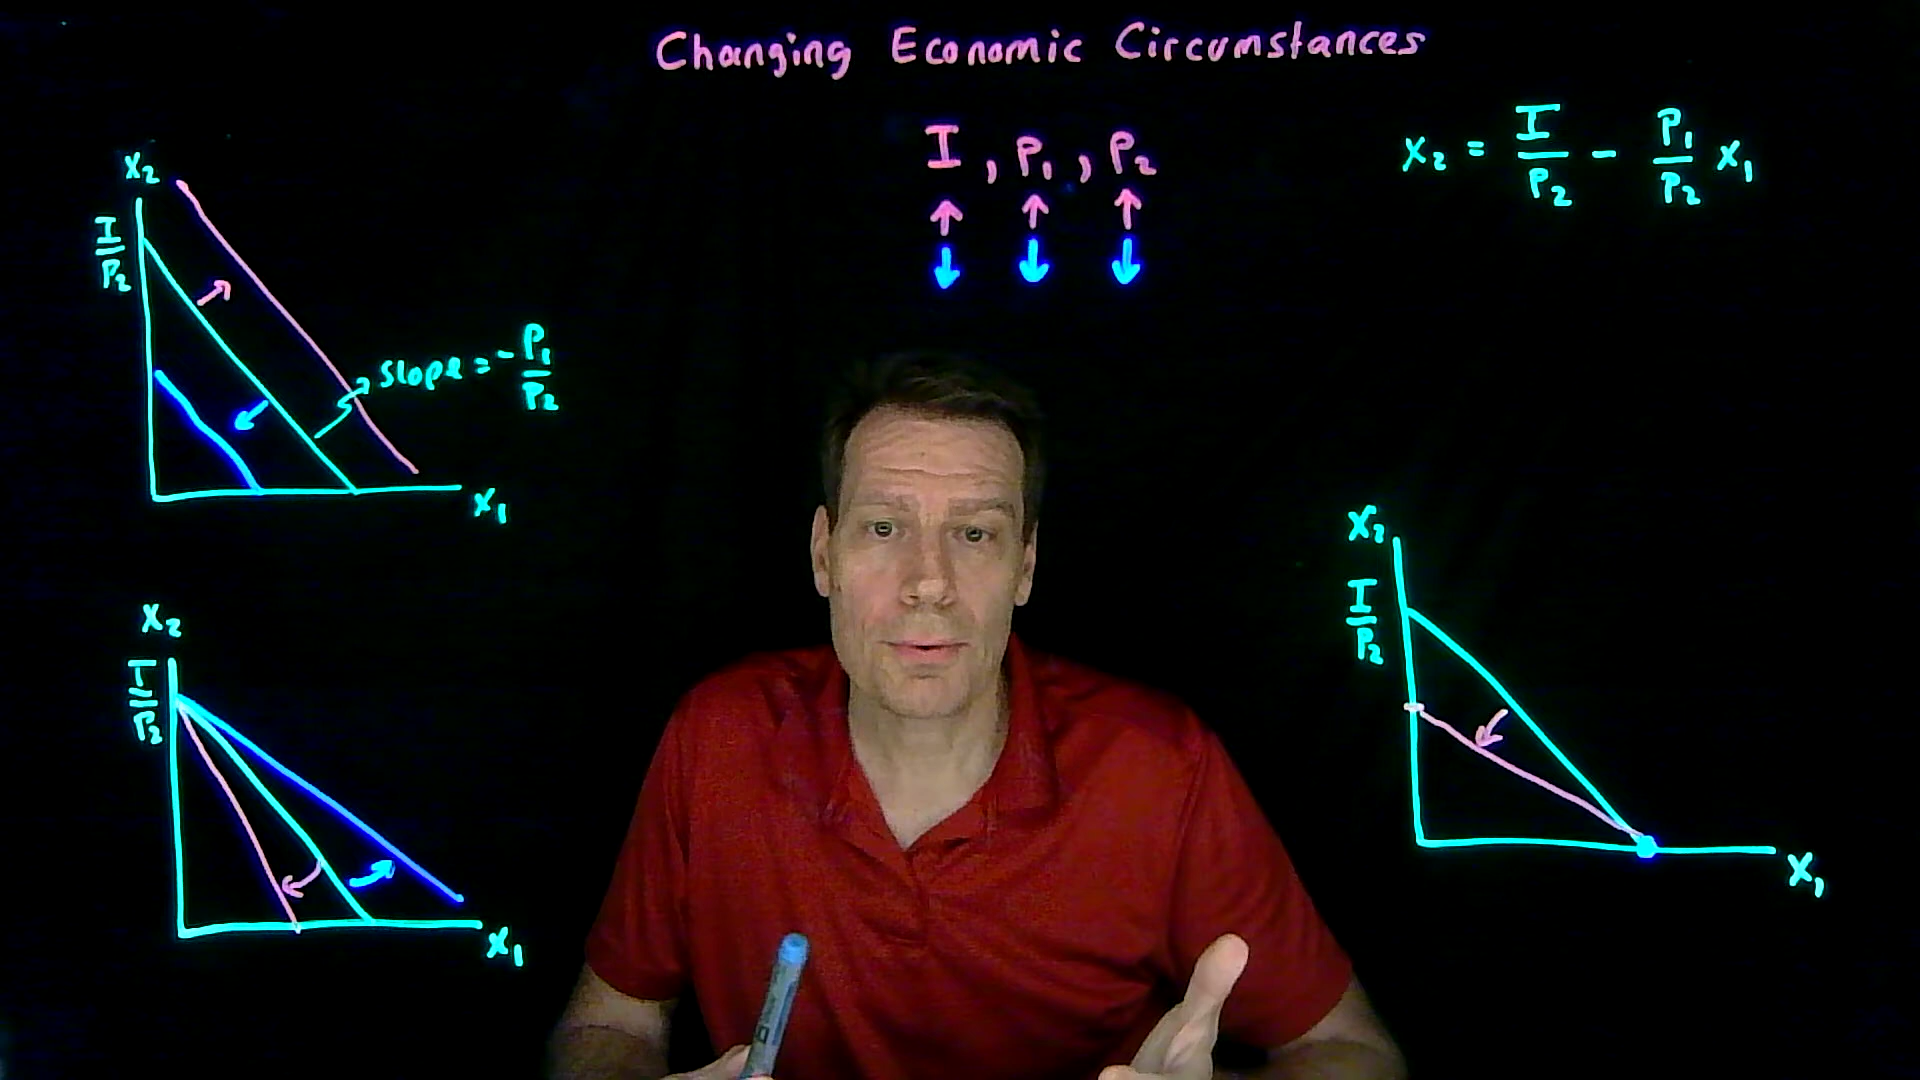 Changing Economic Circumstances
I, P₁, P₂
↑ ↑ ↑
↓ ↓ ↓
X₂ = I/P₂ - P₁/P₂ X₁
X₂
I/P₂
slope = - P₁/P₂
X₁
X₂
I/P₂
X₁
X₂
I/P₂
X₁